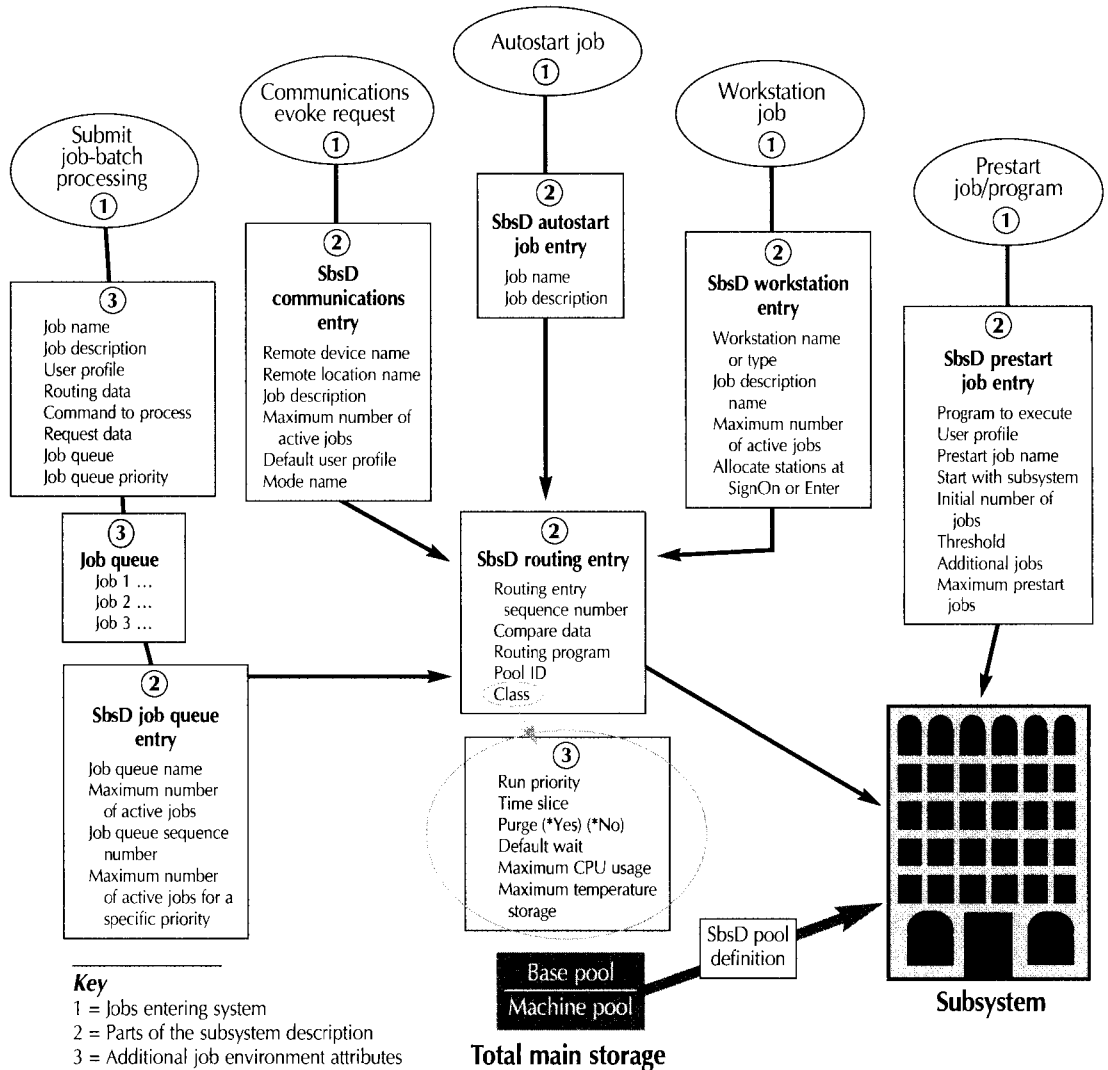 Autostart job
1
Communications
evoke request
1
Workstation
job
1
Submit
job-batch
processing
1
Prestart
job/program
1
3
Job name
Job description
User profile
Routing data
Command to process
Request data
Job queue
Job queue priority
2
SbsD
communications
entry
Remote device name
Remote location name
Job description
Maximum number of
active jobs
Default user profile
Mode name
2
SbsD autostart
job entry
Job name
Job description
2
SbsD workstation
entry
Workstation name
or type
Job description
name
Maximum number
of active jobs
Allocate stations at
SignOn or Enter
2
SbsD prestart
job entry
Program to execute
User profile
Prestart job name
Start with subsystem
Initial number of
jobs
Threshold
Additional jobs
Maximum prestart
jobs
3
Job queue
Job 1 ...
Job 2 ...
Job 3 ...
2
SbsD routing entry
Routing entry
sequence number
Compare data
Routing program
Pool ID
Class
2
SbsD job queue
entry
Job queue name
Maximum number
of active jobs
Job queue sequence
number
Maximum number
of active jobs for a
specific priority
3
Run priority
Time slice
Purge (*Yes) (*No)
Default wait
Maximum CPU usage
Maximum temperature
storage
SbsD pool
definition
Base pool
Machine pool
Total main storage
Subsystem
Key
1 = Jobs entering system
2 = Parts of the subsystem description
3 = Additional job environment attributes